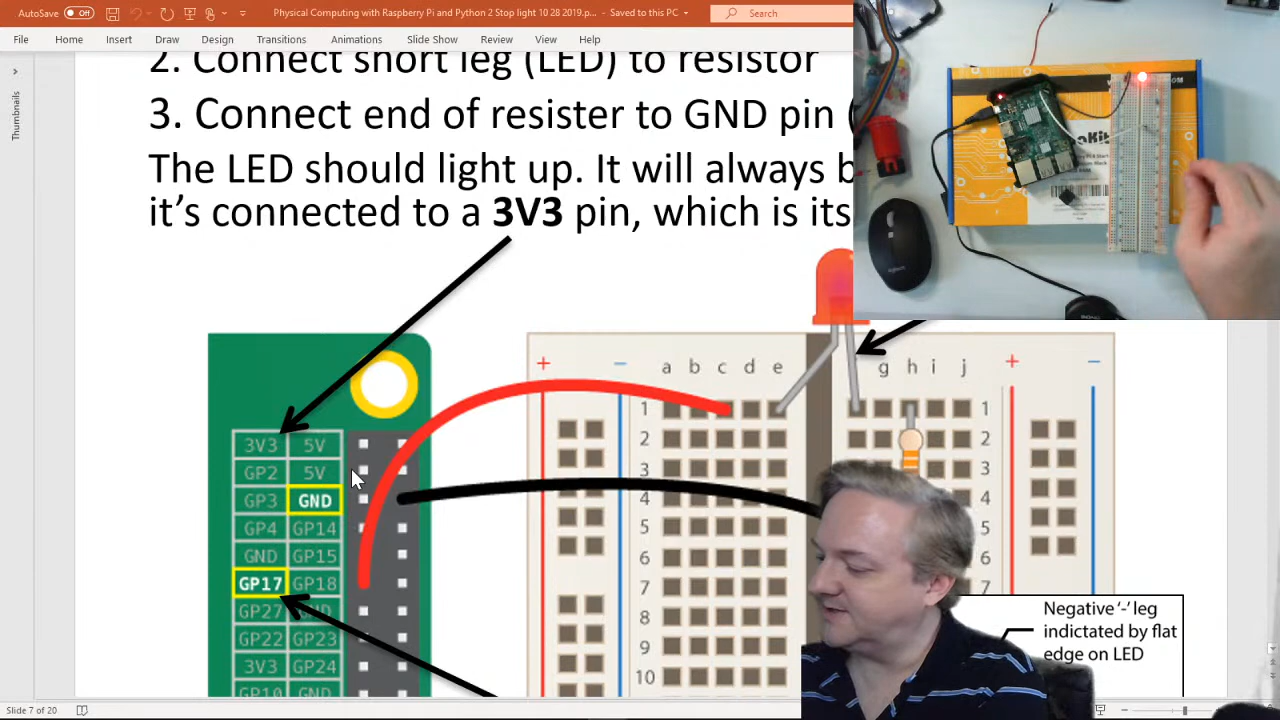 AutoSave Off
Physical Computing with Raspberry Pi and Python 2 Stop light 10 28 2019.p... - Saved to this PC
Search
File Home Insert Draw Design Transitions Animations Slide Show Review View Help
Thumbnails
2. Connect short leg (LED) to resistor
3. Connect end of resister to GND pin (
The LED should light up. It will always b
it's connected to a 3V3 pin, which is its
+ − a b c d e g h i j + −
3V3 5V
GP2 5V
GP3 GND
GP4 GP14
GND GP15
GP17 GP18
GP27 GND
GP22 GP23
3V3 GP24
GP10 GND
1 1
2 2
3 3
4 4
5 5
6 6
7 7
8
9
10
Negative '-' leg
indictated by flat
edge on LED
Slide 7 of 20